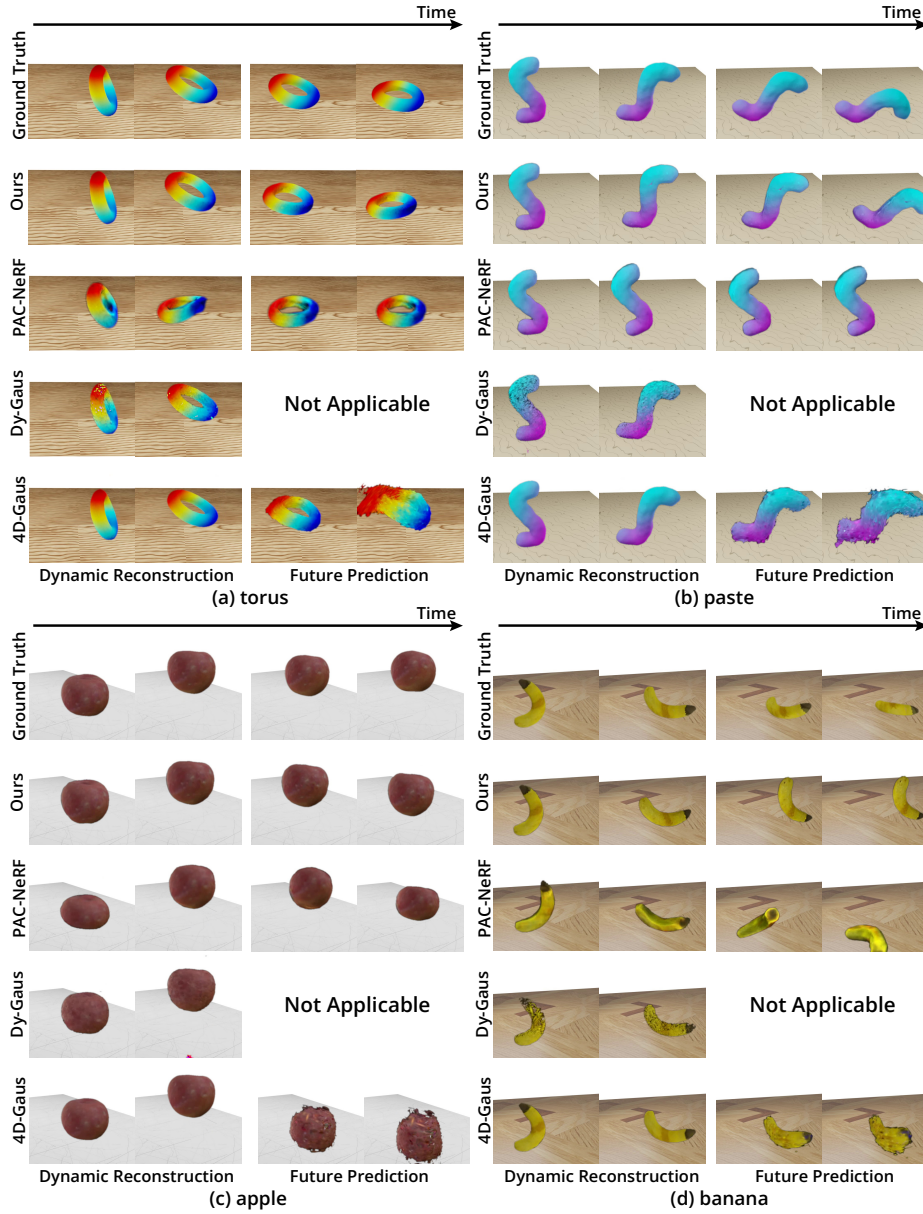 Time
Ground Truth
Ours
PAC-NeRF
Dy-Gaus
Not Applicable
4D-Gaus
Dynamic Reconstruction
Future Prediction
(a) torus
Time
Ground Truth
Ours
PAC-NeRF
Dy-Gaus
Not Applicable
4D-Gaus
Dynamic Reconstruction
Future Prediction
(b) paste
Time
Ground Truth
Ours
PAC-NeRF
Dy-Gaus
Not Applicable
4D-Gaus
Dynamic Reconstruction
Future Prediction
(c) apple
Time
Ground Truth
Ours
PAC-NeRF
Dy-Gaus
Not Applicable
4D-Gaus
Dynamic Reconstruction
Future Prediction
(d) banana